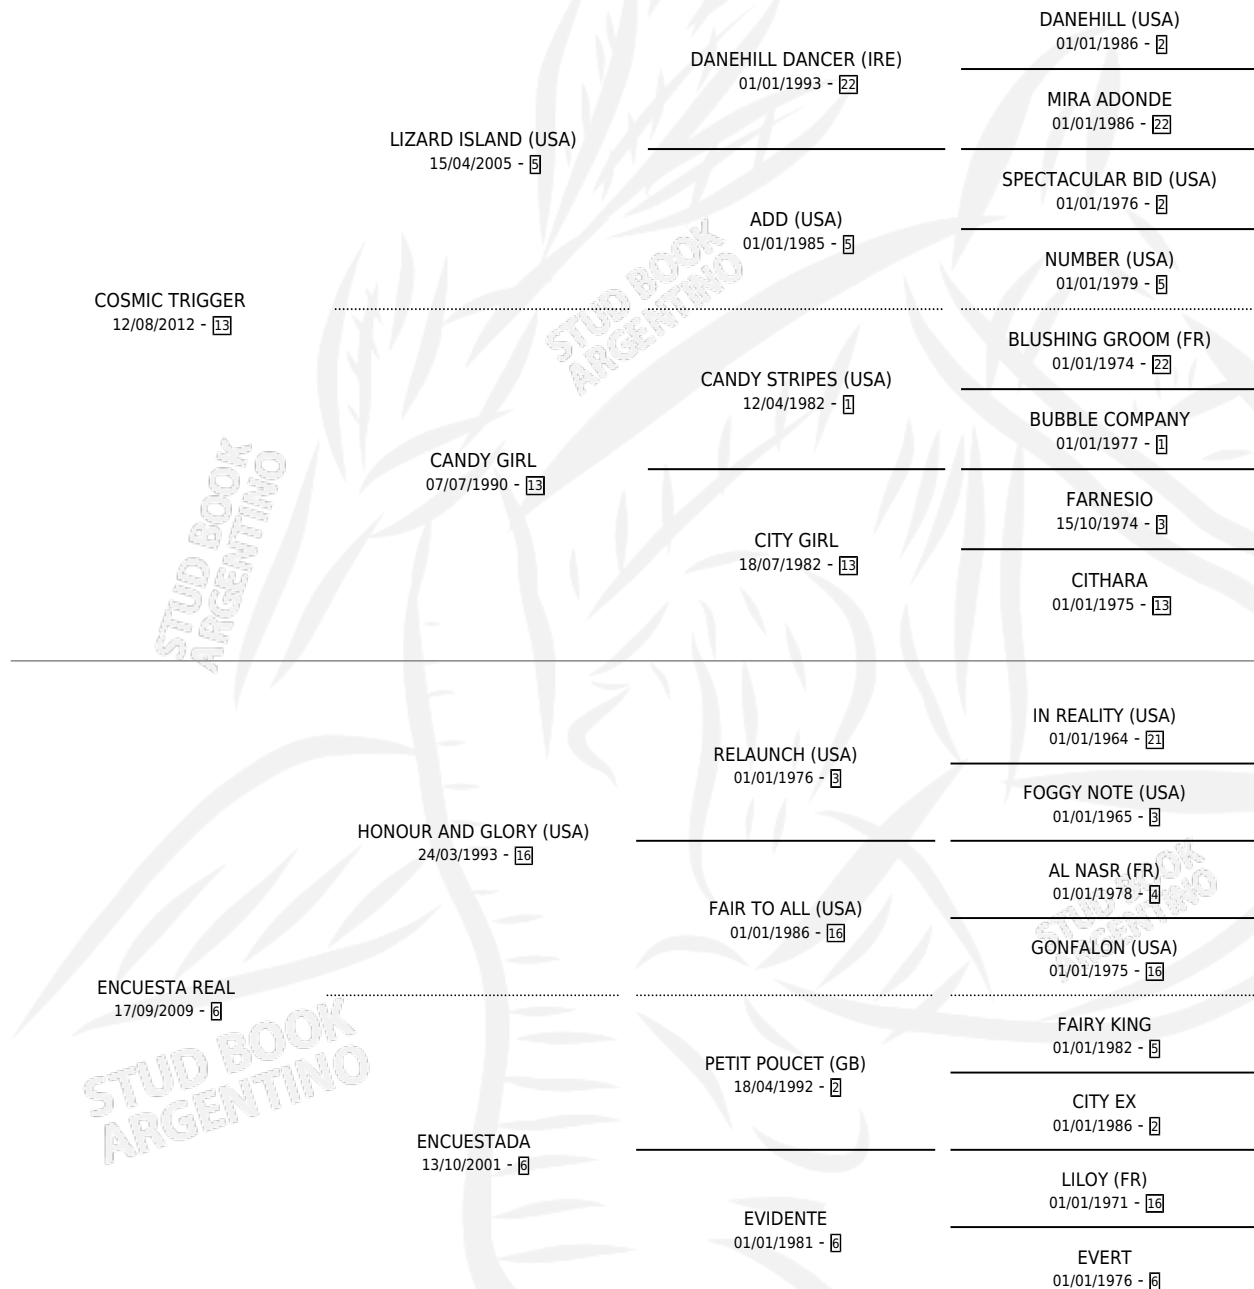 DANEHILL (USA)
01/01/1986 - 2
DANEHILL DANCER (IRE)
01/01/1993 - 22
MIRA ADONDE
01/01/1986 - 22
LIZARD ISLAND (USA)
15/04/2005 - 5
SPECTACULAR BID (USA)
01/01/1976 - 2
ADD (USA)
01/01/1985 - 5
NUMBER (USA)
01/01/1979 - 5
COSMIC TRIGGER
12/08/2012 - 13
BLUSHING GROOM (FR)
01/01/1974 - 22
CANDY STRIPES (USA)
12/04/1982 - 1
BUBBLE COMPANY
01/01/1977 - 1
CANDY GIRL
07/07/1990 - 13
FARNESIO
15/10/1974 - 3
CITY GIRL
18/07/1982 - 13
CITHARA
01/01/1975 - 13
IN REALITY (USA)
01/01/1964 - 21
RELAUNCH (USA)
01/01/1976 - 3
FOGGY NOTE (USA)
01/01/1965 - 3
HONOUR AND GLORY (USA)
24/03/1993 - 16
AL NASR (FR)
01/01/1978 - 4
FAIR TO ALL (USA)
01/01/1986 - 16
GONFALON (USA)
01/01/1975 - 16
ENCUESTA REAL
17/09/2009 - 6
FAIRY KING
01/01/1982 - 5
PETIT POUCET (GB)
18/04/1992 - 2
CITY EX
01/01/1986 - 2
ENCUESTADA
13/10/2001 - 6
LILOY (FR)
01/01/1971 - 16
EVIDENTE
01/01/1981 - 6
EVERT
01/01/1976 - 6
STUD BOOK
ARGENTINO
STUD BOOK
ARGENTINO
STUD BOOK
ARGENTINO
STUD BOOK
ARGENTINO